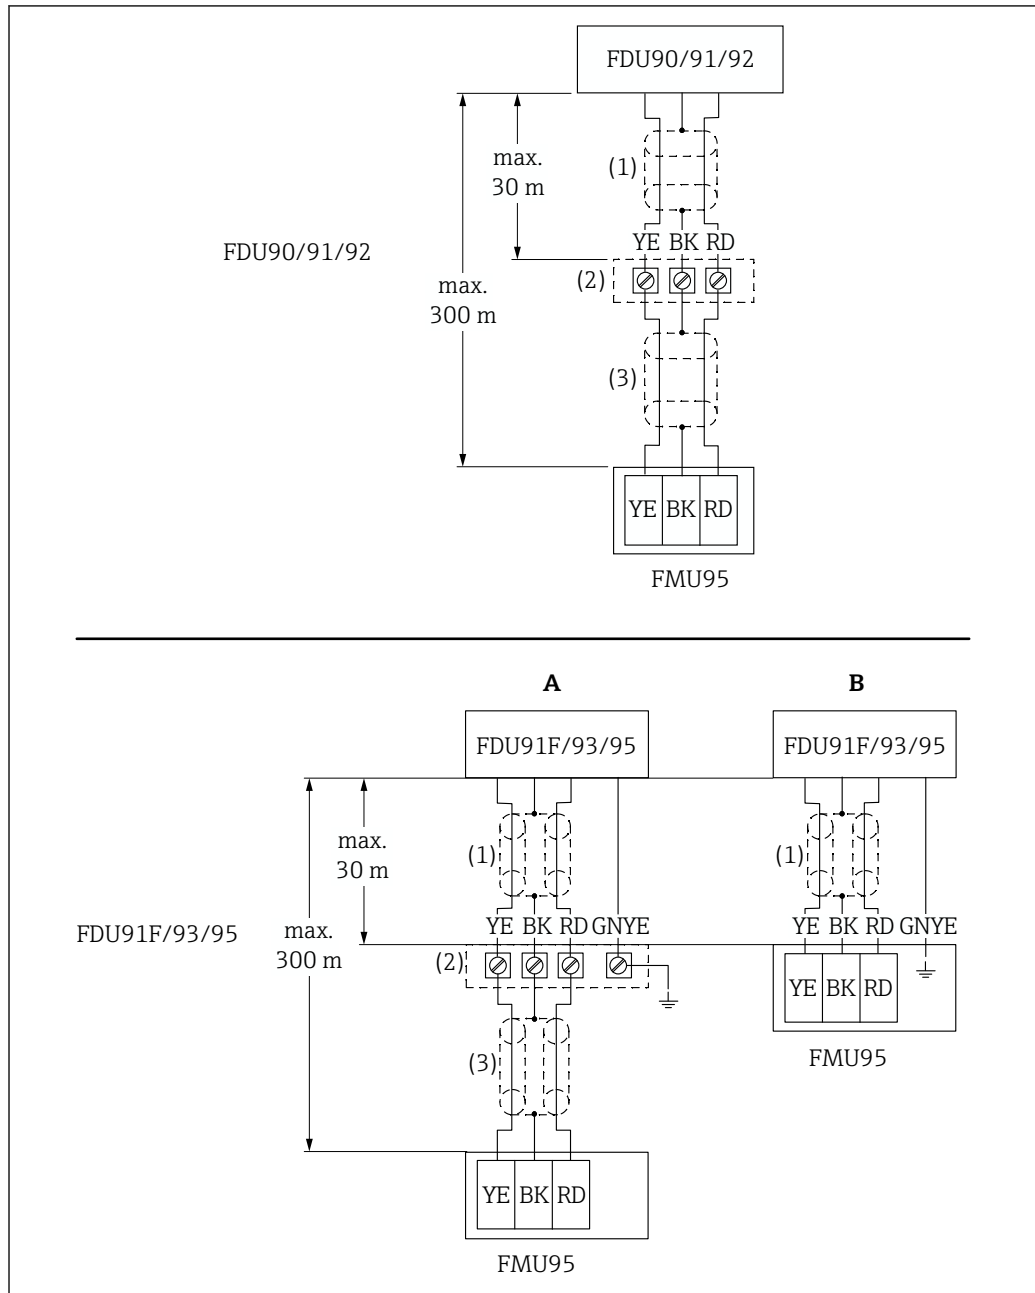 FDU90/91/92
max.
30 m
(1)
YE BK RD
FDU90/91/92
max.
300 m
(2)
(3)
YE BK RD
FMU95
A
B
FDU91F/93/95
FDU91F/93/95
max.
30 m
(1)
(1)
YE BK RD GNYE
YE BK RD GNYE
FDU91F/93/95
max.
300 m
(2)
YE BK RD
FMU95
(3)
YE BK RD
FMU95